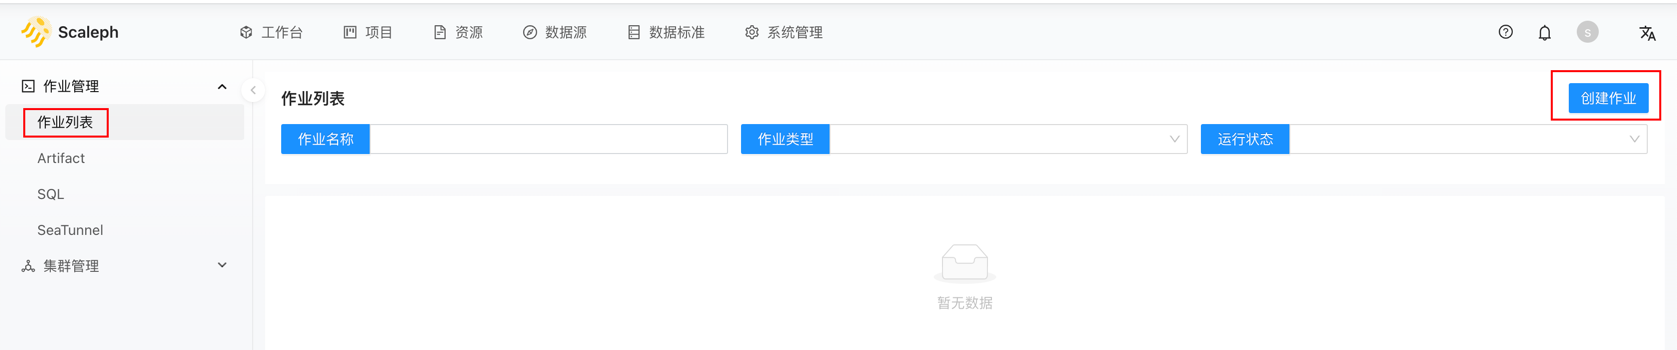 Scaleph
工作台
项目
资源
数据源
数据标准
系统管理
S
作业管理
作业列表
Artifact
SQL
SeaTunnel
集群管理
作业列表
创建作业
作业名称
作业类型
运行状态
暂无数据